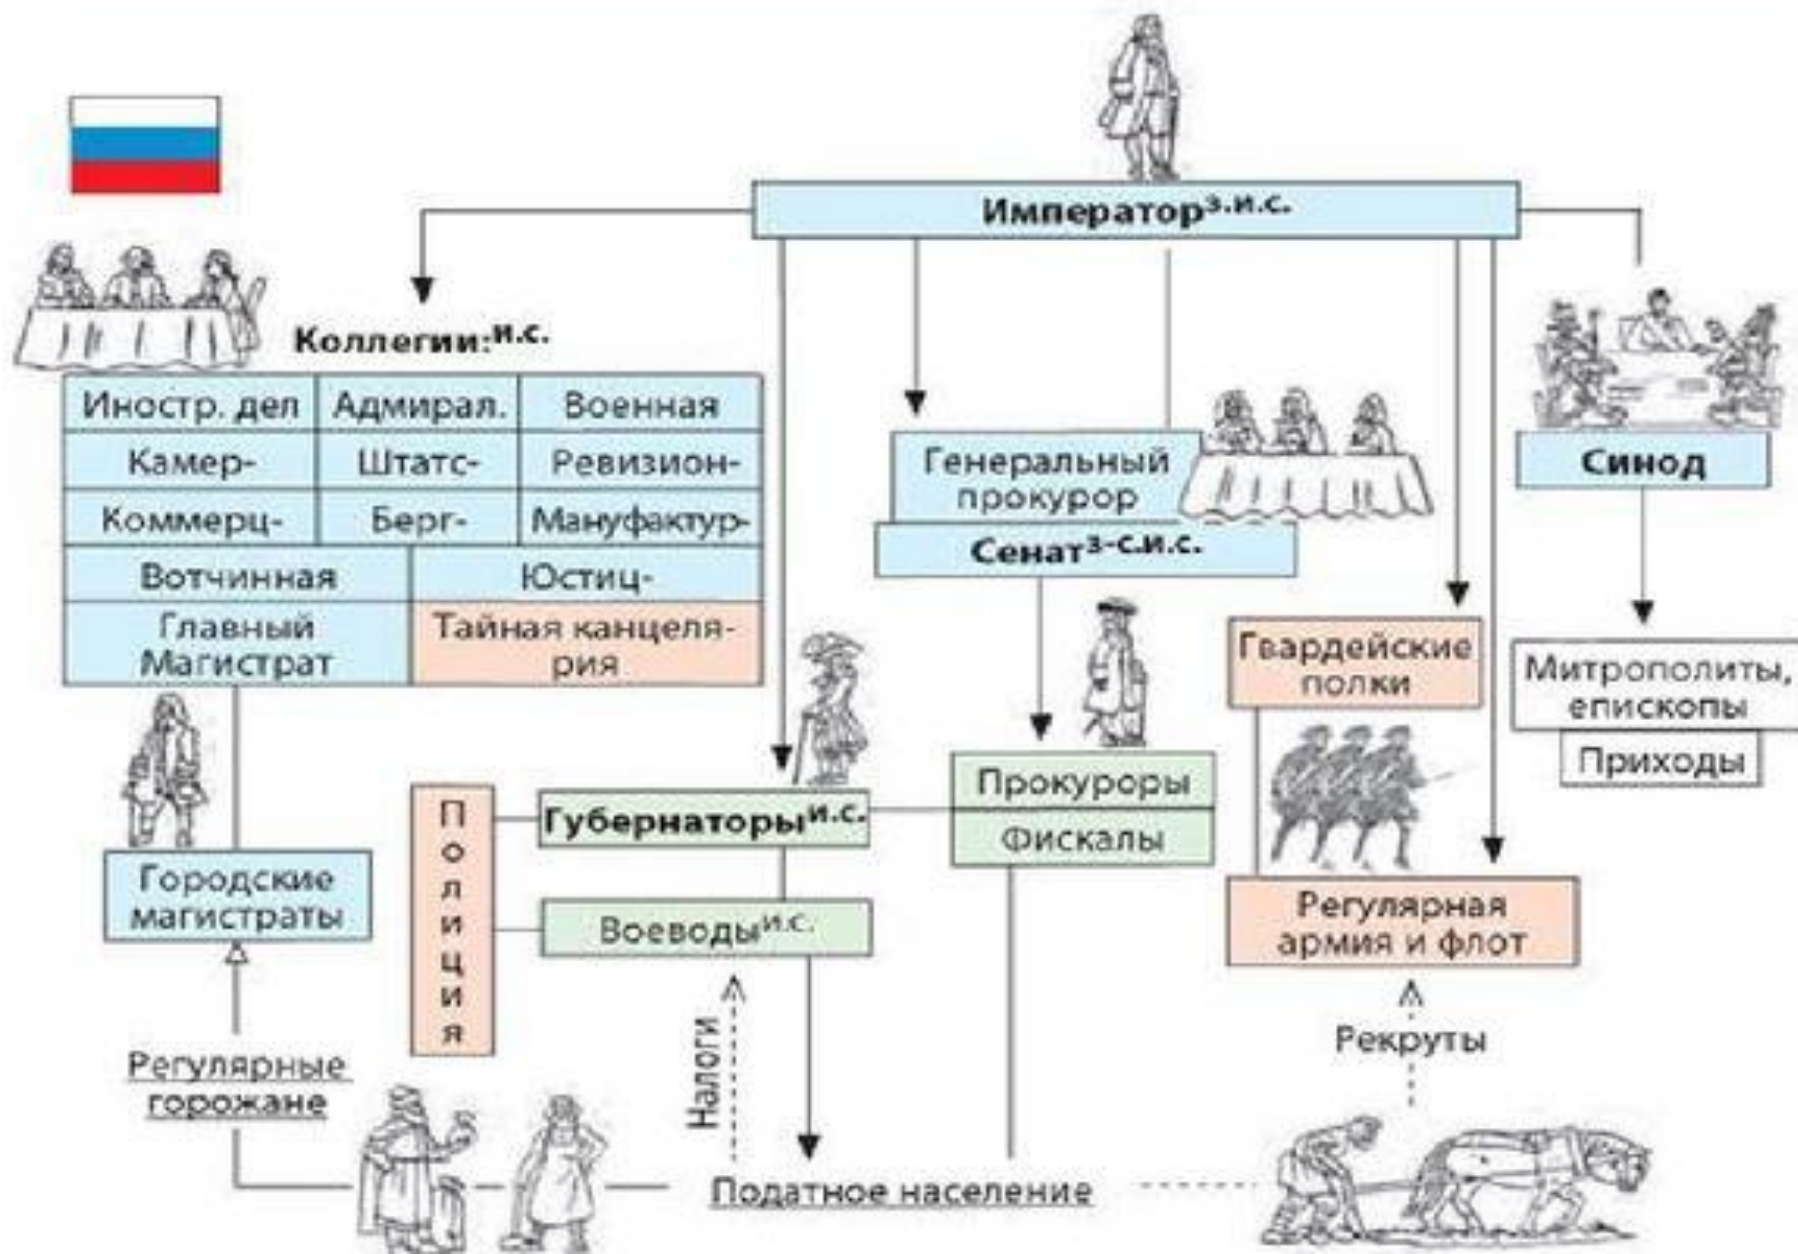 Император з.и.с.
Коллегии: и.с.
Иностр. дел
Адмирал.
Военная
Камер-
Штатс-
Ревизион-
Коммерц-
Берг-
Мануфактур-
Вотчинная
Юстиц-
Главный
Магистрат
Тайная канцеля-
рия
Генеральный
прокурор
Сенат з-с.и.с.
Синод
Гвардейские
полки
Митрополиты,
епископы
Приходы
Прокуроры
Фискалы
Полиция
Губернаторы и.с.
Воеводы и.с.
Городские
магистраты
Регулярная
армия и флот
Регулярные
горожане
Налоги
Рекруты
Податное население